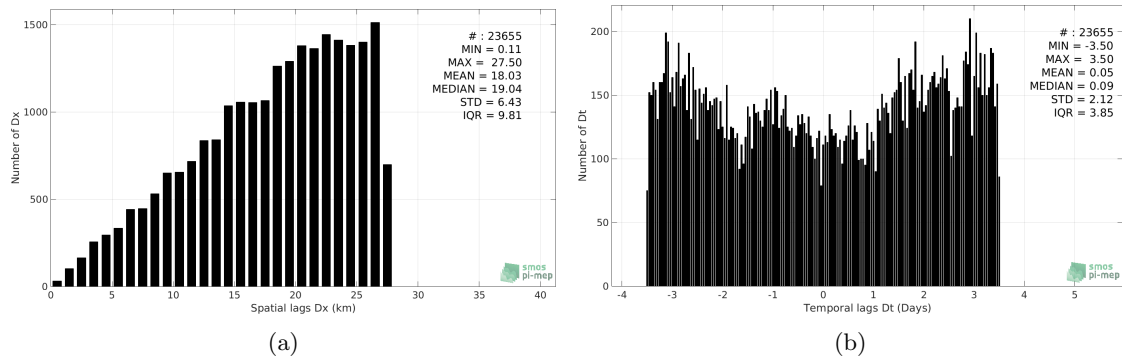 1500
1000
500
0
0
5
10
15
20
25
30
35
40
Number of Dx
Spatial lags Dx (km)
# : 23655
MIN = 0.11
MAX = 27.50
MEAN = 18.03
MEDIAN = 19.04
STD = 6.43
IQR = 9.81
smos
pi-mep
(a)
200
150
100
50
0
-4
-3
-2
-1
0
1
2
3
4
5
Number of Dt
Temporal lags Dt (Days)
# : 23655
MIN = -3.50
MAX = 3.50
MEAN = 0.05
MEDIAN = 0.09
STD = 2.12
IQR = 3.85
smos
pi-mep
(b)